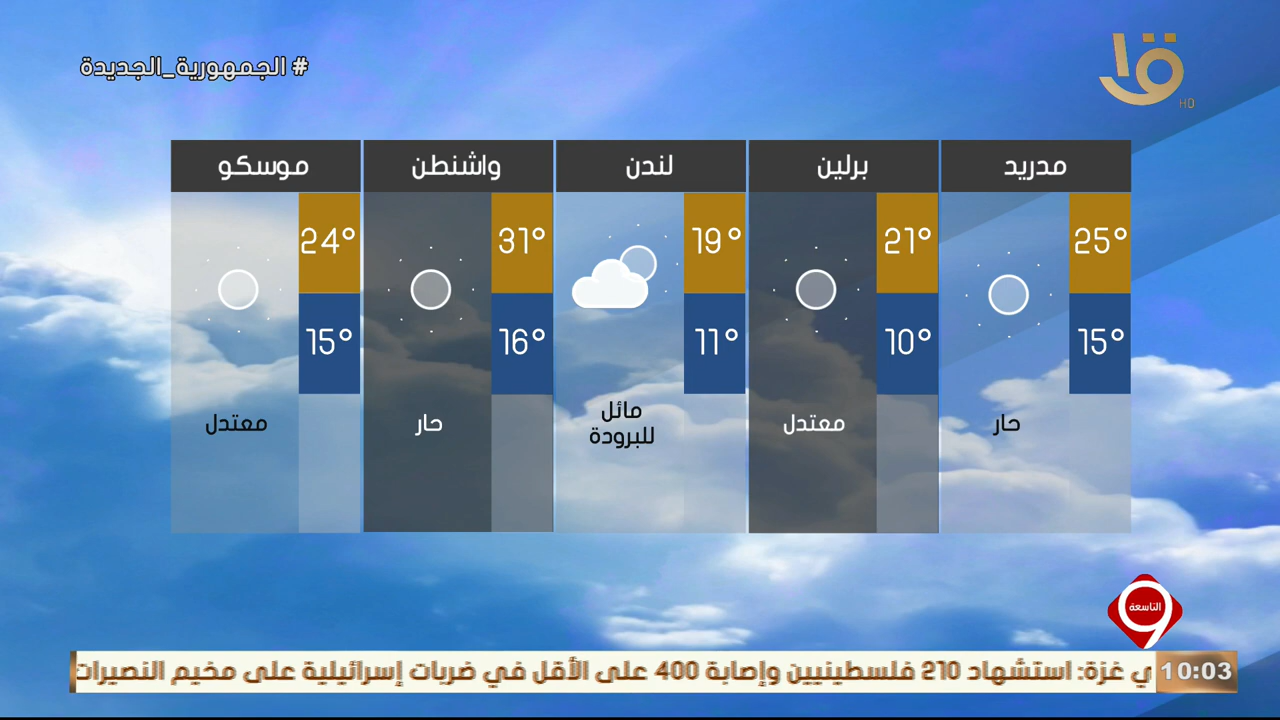 # الجمهورية_الجديدة
HD
مدريد
25°
15°
حار
برلين
21°
10°
معتدل
لندن
19°
11°
مائل
للبرودة
واشنطن
31°
16°
حار
موسكو
24°
15°
معتدل
التاسعة
9
10:03
ي غزة: استشهاد 210 فلسطينيين وإصابة 400 على الأقل في ضربات إسرائيلية على مخيم النصيرات